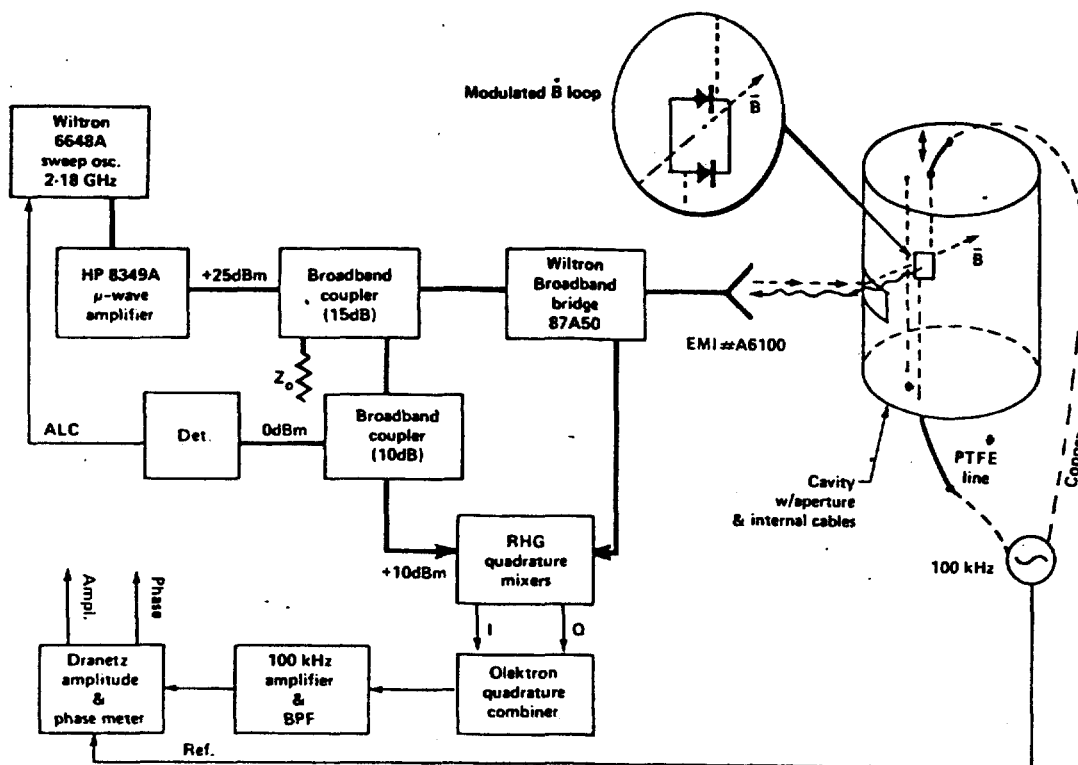 Modulated Ḃ loop
B̄
Wiltron
6648A
sweep osc.
2-18 GHz
HP 8349A
μ-wave
amplifier
+25dBm
Broadband
coupler
(15dB)
Wiltron
Broadband
bridge
87A50
EMI #A6100
B̄
Z₀
ALC
Det.
0dBm
Broadband
coupler
(10dB)
Cavity
w/aperture
& internal cables
PTFE
line
Copper
+10dBm
RHG
quadrature
mixers
100 kHz
I
Q
Ampl.
Phase
Dranetz
amplitude
&
phase meter
100 kHz
amplifier
&
BPF
Olektron
quadrature
combiner
Ref.